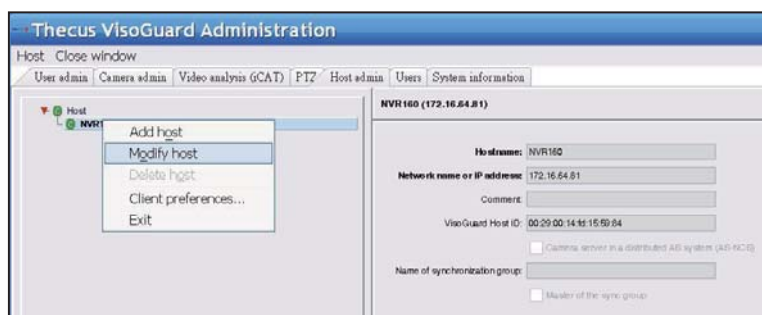 Thecus VisoGuard Administration
Host Close window
User admin Camera admin Video analysis (iCAT) PTZ Host admin Users System information
Host
NVR1
Add host
Modify host
Delete host
Client preferences...
Exit
NVR160 (172.16.64.81)
Hostname: NVR160
Network name or IP address: 172.16.64.81
Comment:
VisoGuard Host ID: 00:29:00:14:fd:15:59:84
Camera server in a distributed AS system (AS-NCS)
Name of synchronization group:
Master of the sync group